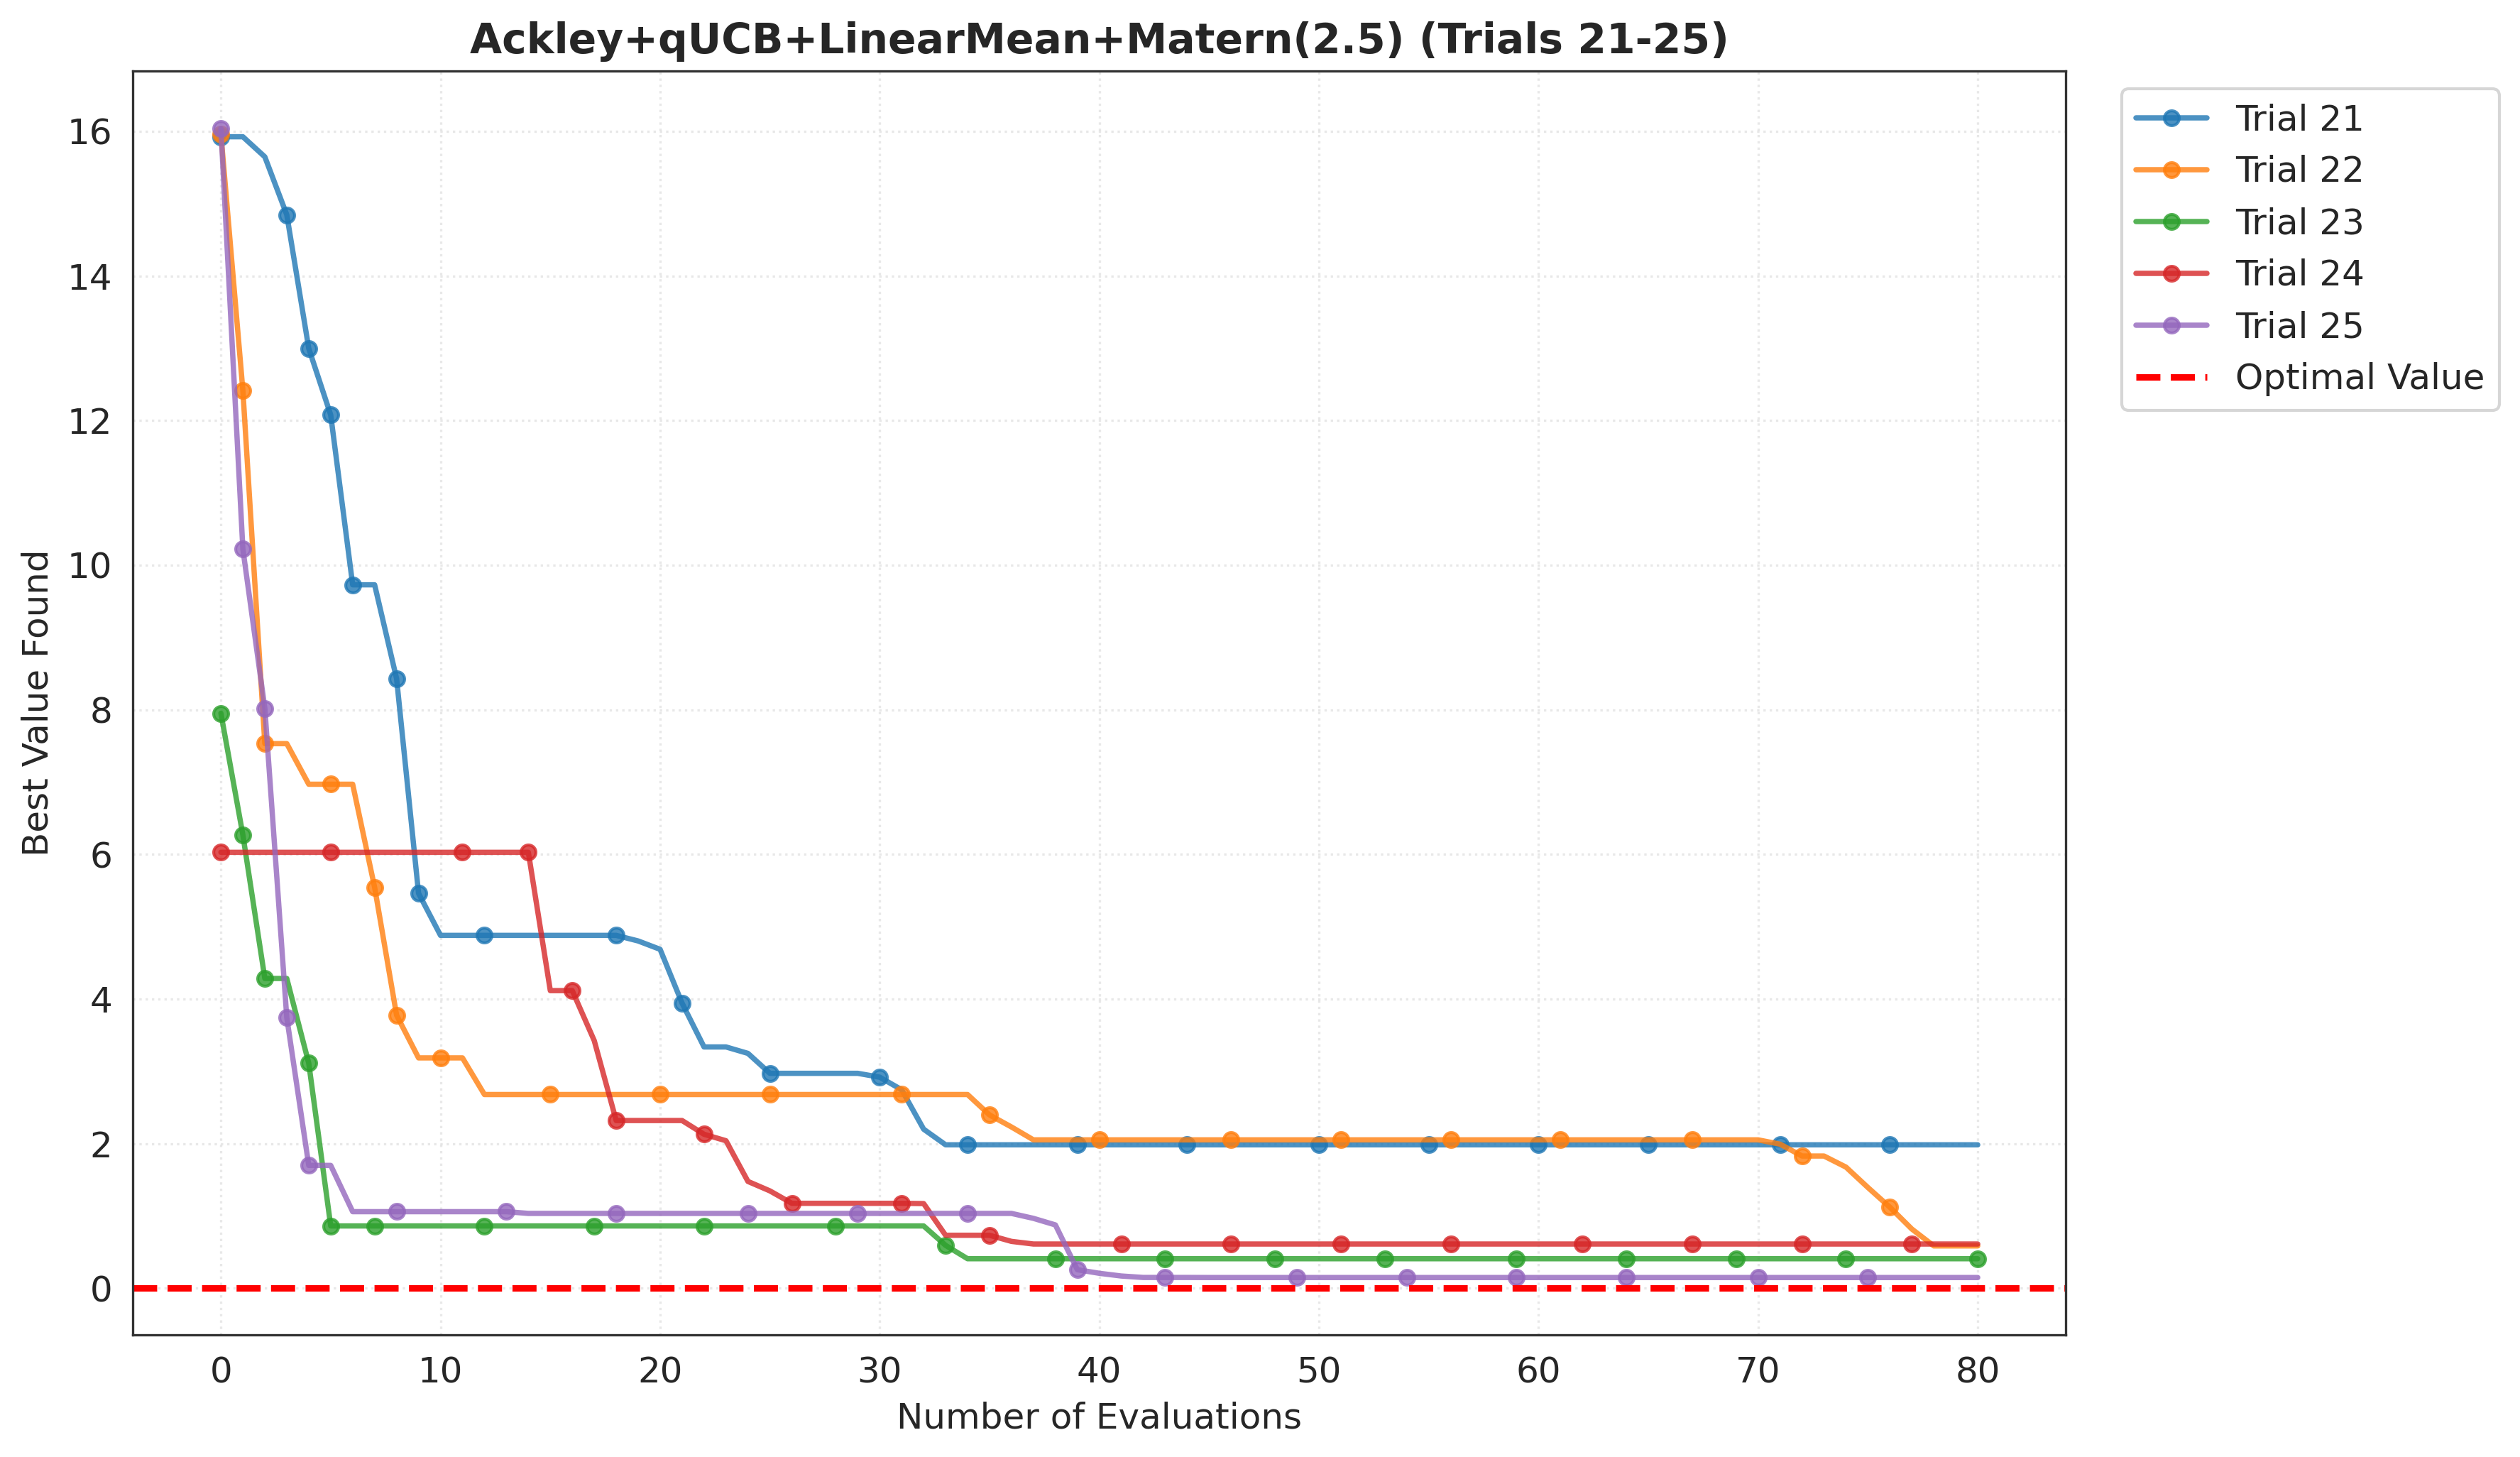 Ackley+qUCB+LinearMean+Matern(2.5) (Trials 21-25)
Best Value Found
16
14
12
10
8
6
4
2
0
0 10 20 30 40 50 60 70 80
Number of Evaluations
Trial 21
Trial 22
Trial 23
Trial 24
Trial 25
Optimal Value